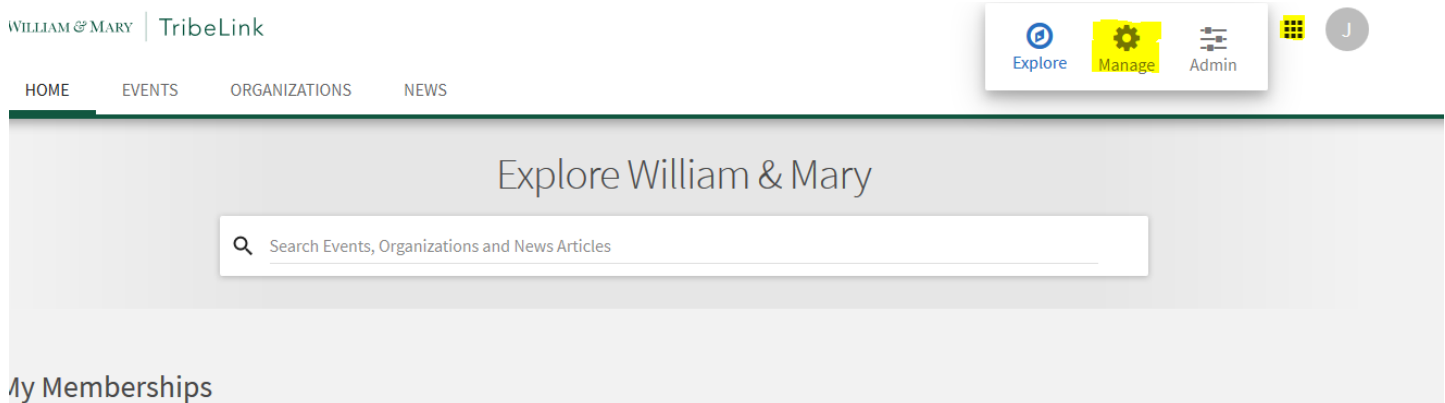 WILLIAM & MARY TribeLink
Explore Manage Admin
J
HOME EVENTS ORGANIZATIONS NEWS
Explore William & Mary
Search Events, Organizations and News Articles
My Memberships